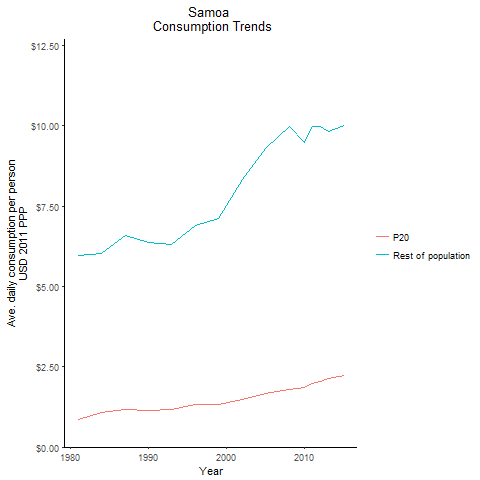 Samoa
Consumption Trends
$12.50
$10.00
$7.50
$5.00
$2.50
$0.00
Ave. daily consumption per person
USD 2011 PPP
1980 1990 2000 2010
Year
P20
Rest of population